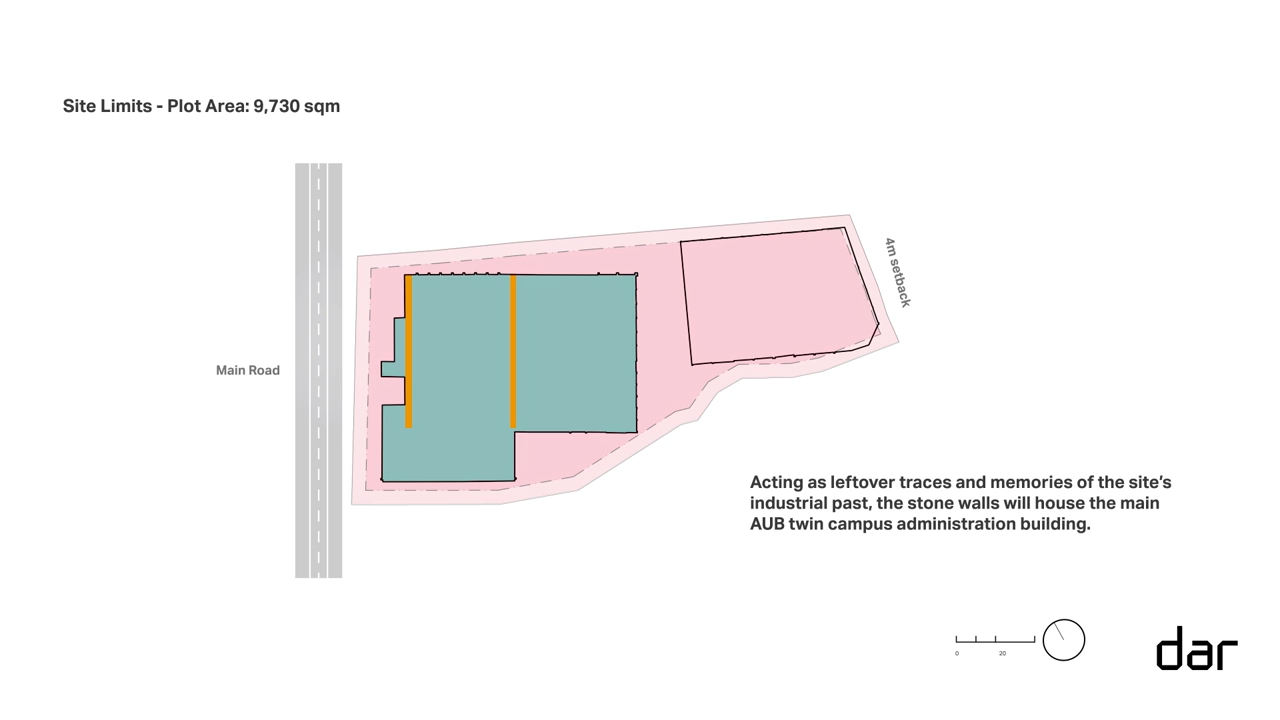 Site Limits - Plot Area: 9,730 sqm
4m setback
Main Road
Acting as leftover traces and memories of the site's
industrial past, the stone walls will house the main
AUB twin campus administration building.
0 20
dar